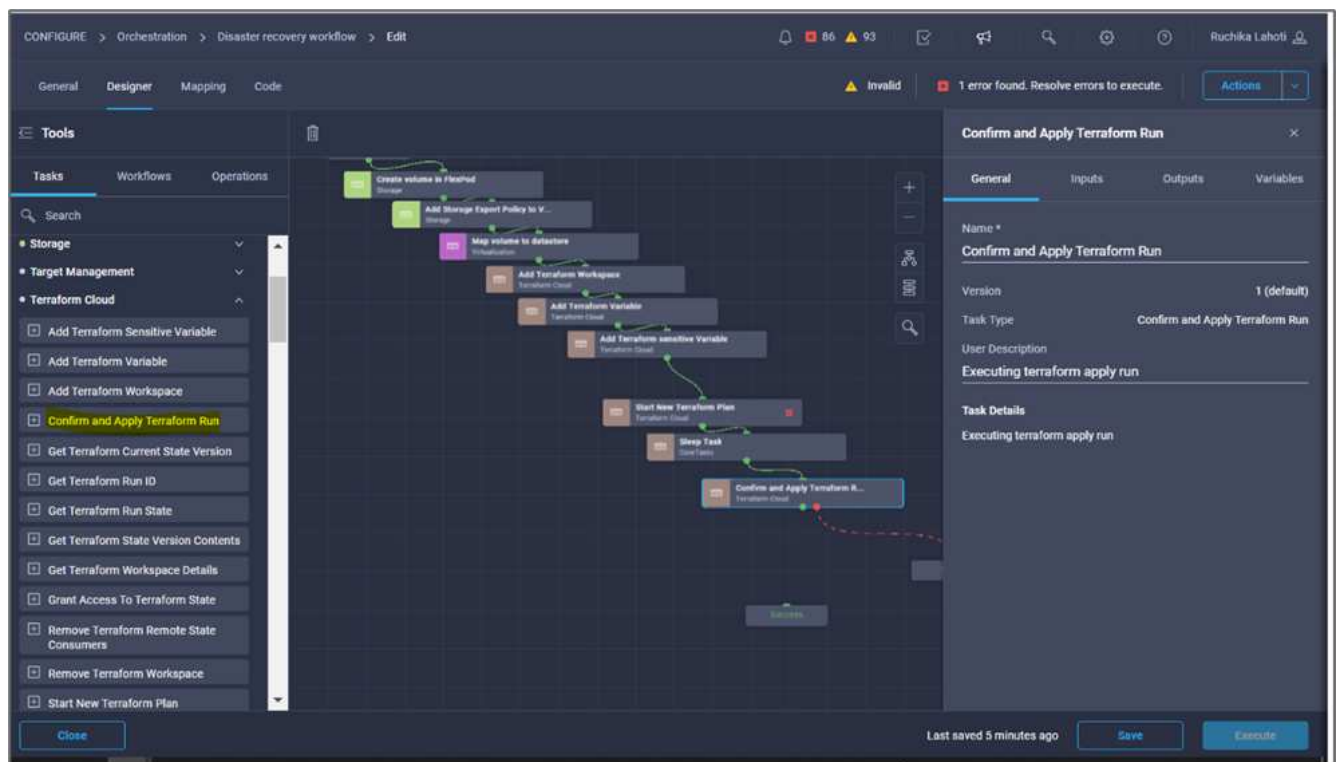 CONFIGURE > Orchestration > Disaster recovery workflow > Edit
86 93
Ruchika Lahoti
General Designer Mapping Code
Invalid
1 error found. Resolve errors to execute.
Actions
Tools
Tasks Workflows Operations
Search
Storage
Target Management
Terraform Cloud
Add Terraform Sensitive Variable
Add Terraform Variable
Add Terraform Workspace
Confirm and Apply Terraform Run
Get Terraform Current State Version
Get Terraform Run ID
Get Terraform Run State
Get Terraform State Version Contents
Get Terraform Workspace Details
Grant Access To Terraform State
Remove Terraform Remote State
Consumers
Remove Terraform Workspace
Start New Terraform Plan
Create volume in FlexPod
Storage
Add Storage Export Policy to V...
Storage
Map volume to datastore
Virtualization
Add Terraform Workspace
Terraform Cloud
Add Terraform Variable
Terraform Cloud
Add Terraform sensitive Variable
Terraform Cloud
Start New Terraform Plan
Terraform Cloud
Sleep Task
CoreTasks
Confirm and Apply Terraform R...
Terraform Cloud
Success
Confirm and Apply Terraform Run
General Inputs Outputs Variables
Name *
Confirm and Apply Terraform Run
Version 1 (default)
Task Type Confirm and Apply Terraform Run
User Description
Executing terraform apply run
Task Details
Executing terraform apply run
Close
Last saved 5 minutes ago
Save
Execute